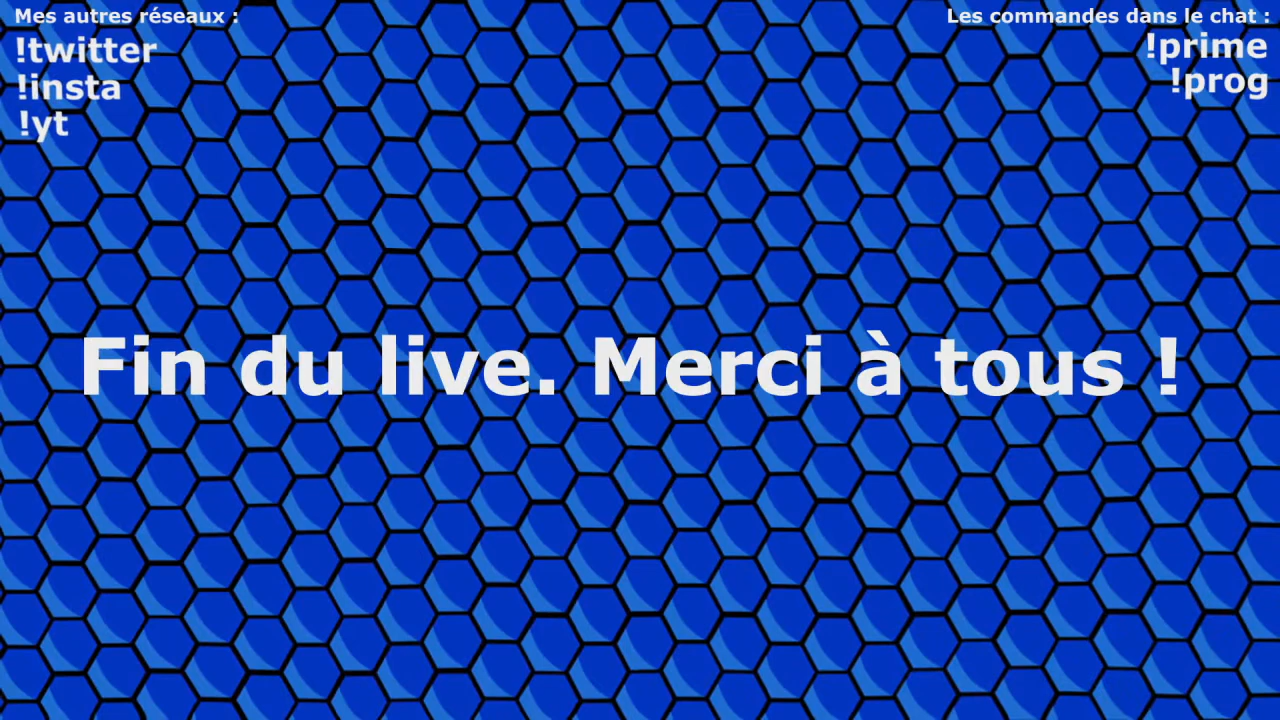 Mes autres réseaux :
!twitter
!insta
!yt
Les commandes dans le chat :
!prime
!prog
Fin du live. Merci à tous !